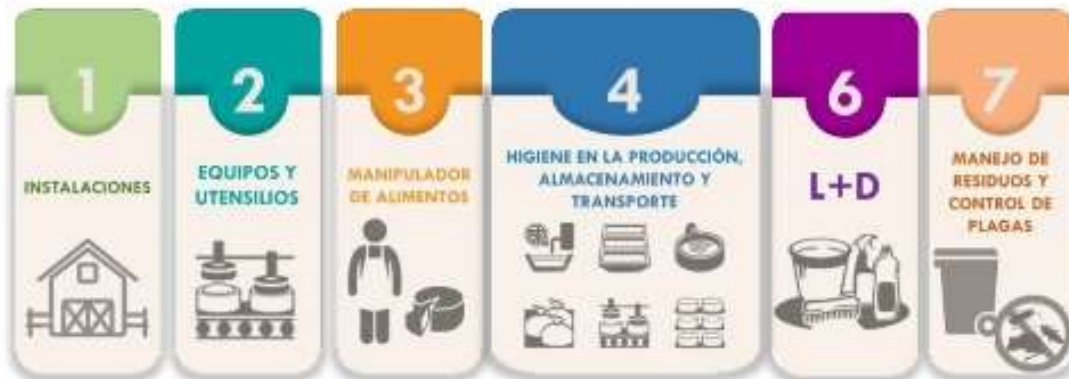 1
INSTALACIONES
2
EQUIPOS Y
UTENSILIOS
3
MANIPULADOR
DE ALIMENTOS
4
HIGIENE EN LA PRODUCCIÓN,
ALMACENAMIENTO Y
TRANSPORTE
6
L+D
7
MANEJO DE
RESIDUOS Y
CONTROL DE
PLAGAS